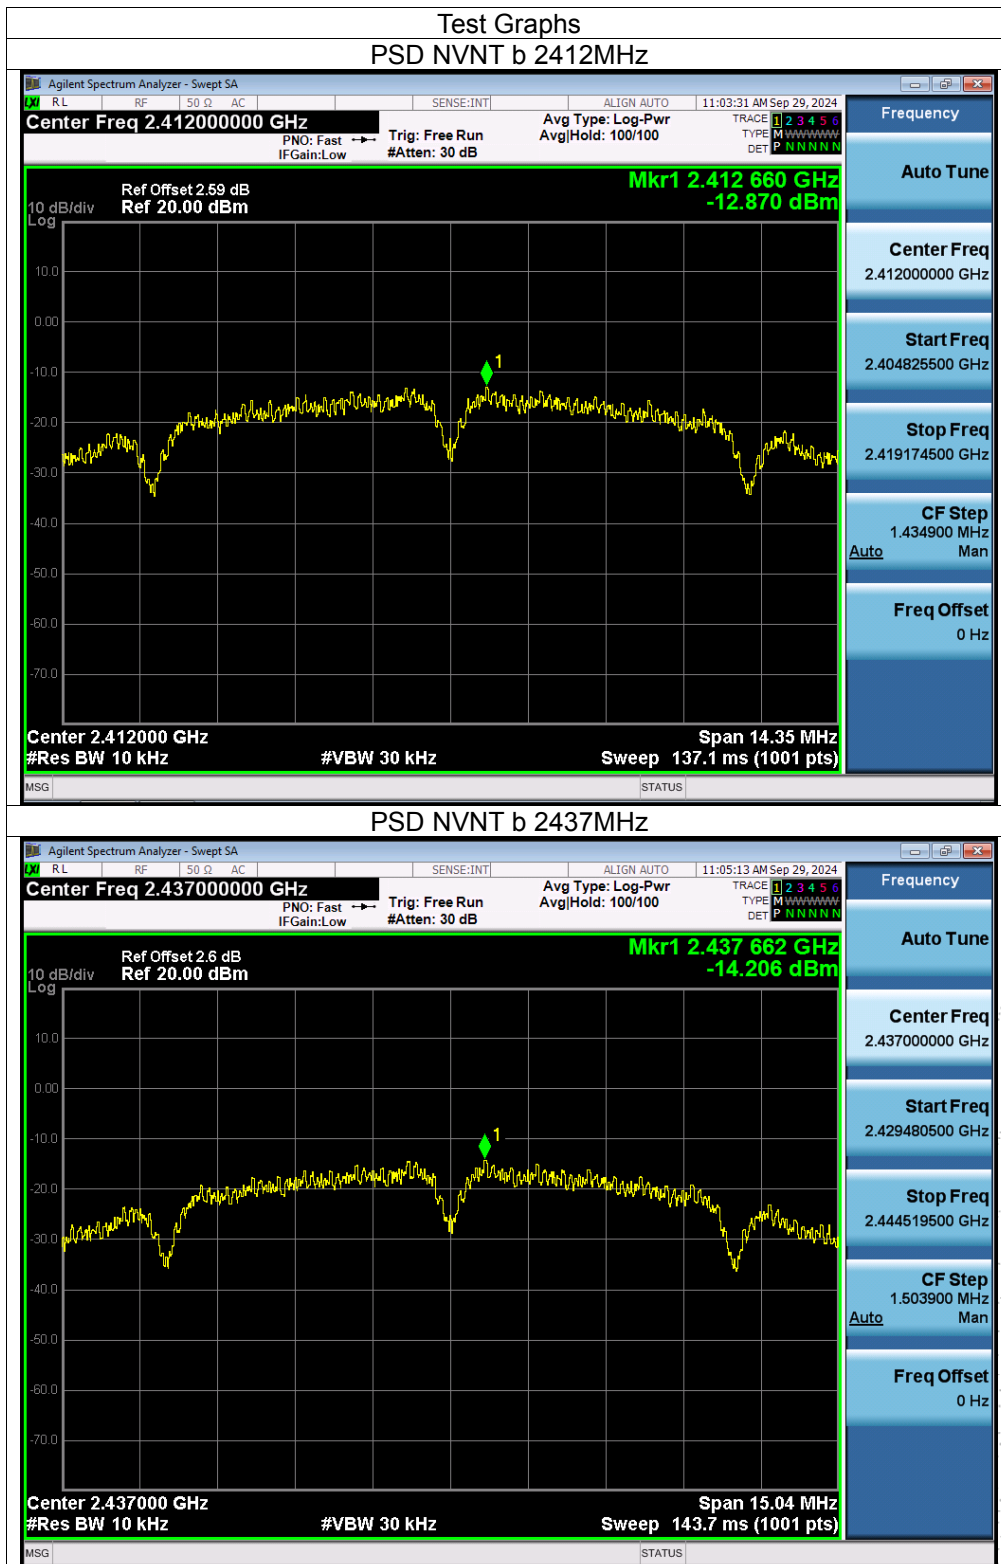 Test Graphs
PSD NVNT b 2412MHz
Agilent Spectrum Analyzer - Swept SA
LXI RL RF 50 Ω AC SENSE:INT ALIGN AUTO 11:03:31 AM Sep 29, 2024
Center Freq 2.412000000 GHz
PNO: Fast
IFGain:Low
Trig: Free Run
#Atten: 30 dB
Avg Type: Log-Pwr
Avg|Hold: 100/100
TRACE 1 2 3 4 5 6
TYPE M W W W W W
DET P N N N N N
Frequency
Mkr1 2.412 660 GHz
-12.870 dBm
Ref Offset 2.59 dB
10 dB/div Ref 20.00 dBm
Log
10.0
0.00
-10.0
-20.0
-30.0
-40.0
-50.0
-60.0
-70.0
1
Center 2.412000 GHz
Span 14.35 MHz
#Res BW 10 kHz
#VBW 30 kHz
Sweep 137.1 ms (1001 pts)
Auto Tune
Center Freq
2.412000000 GHz
Start Freq
2.404825500 GHz
Stop Freq
2.419174500 GHz
CF Step
1.434900 MHz
Auto Man
Freq Offset
0 Hz
MSG STATUS
PSD NVNT b 2437MHz
Agilent Spectrum Analyzer - Swept SA
LXI RL RF 50 Ω AC SENSE:INT ALIGN AUTO 11:05:13 AM Sep 29, 2024
Center Freq 2.437000000 GHz
PNO: Fast
IFGain:Low
Trig: Free Run
#Atten: 30 dB
Avg Type: Log-Pwr
Avg|Hold: 100/100
TRACE 1 2 3 4 5 6
TYPE M W W W W W
DET P N N N N N
Frequency
Mkr1 2.437 662 GHz
-14.206 dBm
Ref Offset 2.6 dB
10 dB/div Ref 20.00 dBm
Log
10.0
0.00
-10.0
-20.0
-30.0
-40.0
-50.0
-60.0
-70.0
1
Center 2.437000 GHz
Span 15.04 MHz
#Res BW 10 kHz
#VBW 30 kHz
Sweep 143.7 ms (1001 pts)
Auto Tune
Center Freq
2.437000000 GHz
Start Freq
2.429480500 GHz
Stop Freq
2.444519500 GHz
CF Step
1.503900 MHz
Auto Man
Freq Offset
0 Hz
MSG STATUS